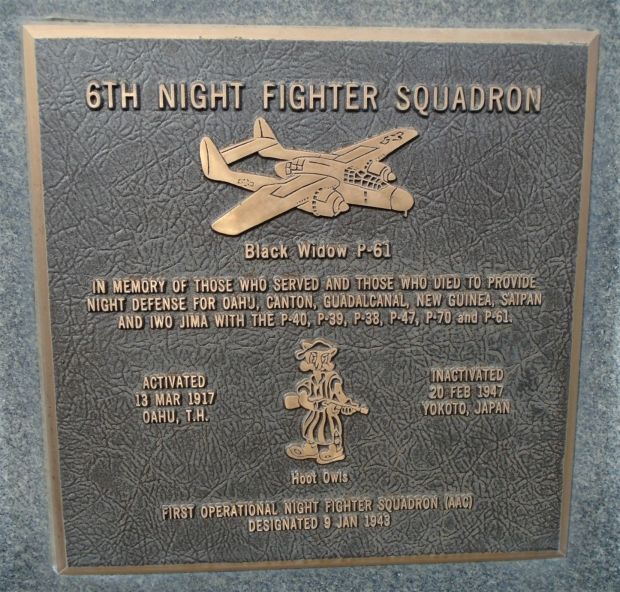 6TH NIGHT FIGHTER SQUADRON
Black Widow P-61
IN MEMORY OF THOSE WHO SERVED AND THOSE WHO DIED TO PROVIDE
NIGHT DEFENSE FOR OAHU, CANTON, GUADALCANAL, NEW GUINEA, SAIPAN
AND IWO JIMA WITH THE P-40, P-39, P-38, P-47, P-70 and P-61.
ACTIVATED
13 MAR 1917
OAHU, T.H.
INACTIVATED
20 FEB 1947
YOKOTO, JAPAN
Hoot Owls
FIRST OPERATIONAL NIGHT FIGHTER SQUADRON (AAC)
DESIGNATED 9 JAN 1943